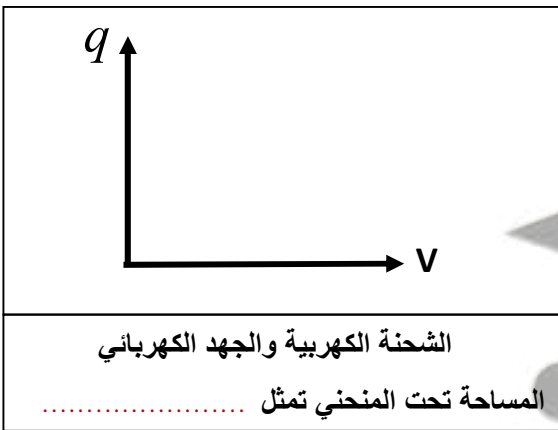 q
V
الشحنة الكهربية والجهد الكهربائي
المساحة تحت المنحني تمثل ......................